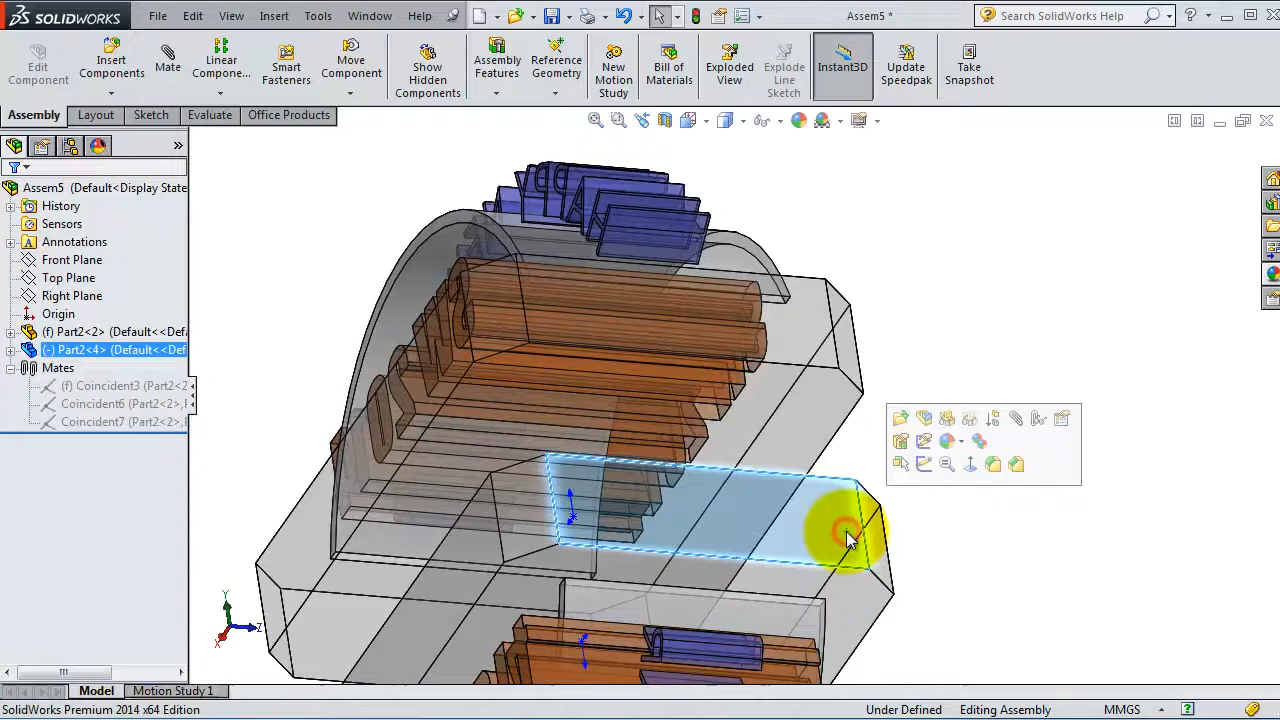 SOLIDWORKS
File Edit View Insert Tools Window Help
Assem5 *
Search SolidWorks Help
Edit Component
Insert Components
Mate
Linear Compone...
Smart Fasteners
Move Component
Show Hidden Components
Assembly Features
Reference Geometry
New Motion Study
Bill of Materials
Exploded View
Explode Line Sketch
Instant3D
Update Speedpak
Take Snapshot
Assembly Layout Sketch Evaluate Office Products
Assem5 (Default<Display State
History
Sensors
Annotations
Front Plane
Top Plane
Right Plane
Origin
(f) Part2<2> (Default<<Def
(-) Part2<4> (Default<<Def
Mates
(f) Coincident3 (Part2<2
Coincident6 (Part2<2>,
Coincident7 (Part2<2>,
Y
Z
X
Model Motion Study 1
SolidWorks Premium 2014 x64 Edition
Under Defined Editing Assembly MMGS